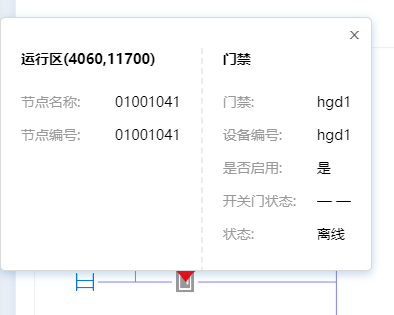 运行区(4060,11700)
节点名称: 01001041
节点编号: 01001041
门禁
门禁: hgd1
设备编号: hgd1
是否启用: 是
开关门状态: — —
状态: 离线